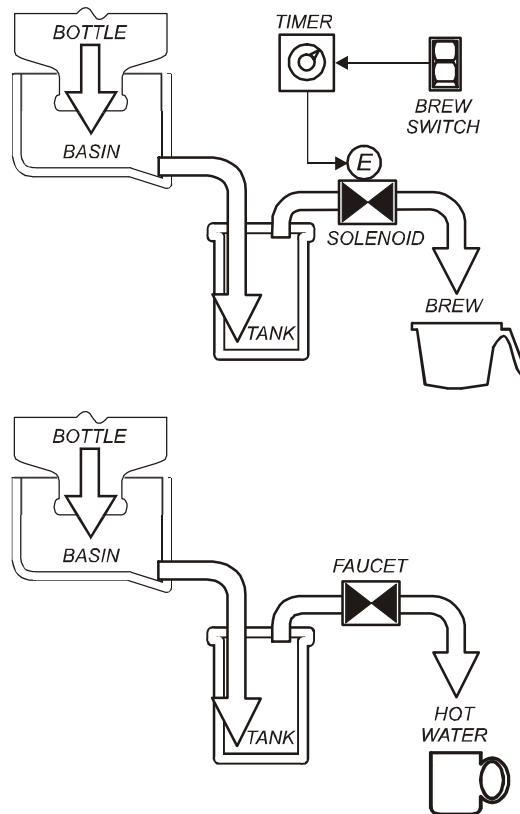 BOTTLE
BASIN
TIMER
BREW
SWITCH
E
SOLENOID
TANK
BREW
BOTTLE
BASIN
FAUCET
TANK
HOT
WATER